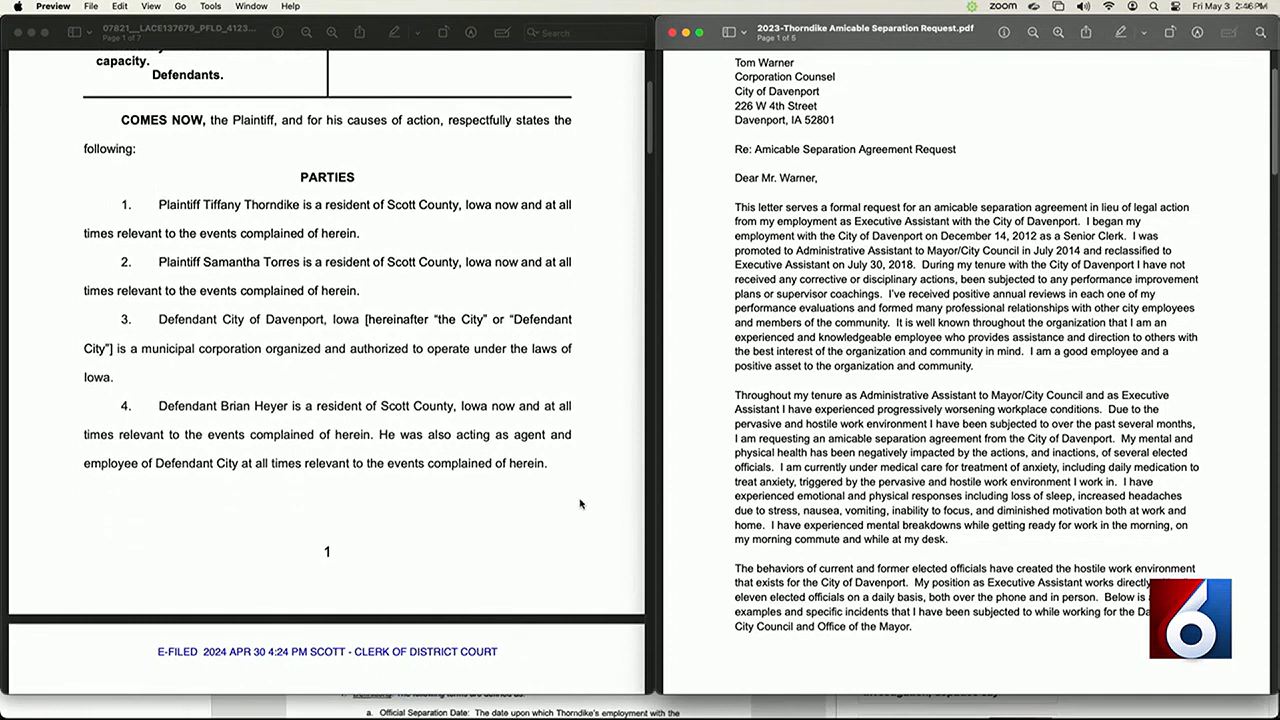 Preview File Edit View Go Tools Window Help
zoom Fri May 3 2:46PM
07821__LACE137679_PFLD_4123...
Page 1 of 7
Search
capacity.
Defendants.
COMES NOW, the Plaintiff, and for his causes of action, respectfully states the
following:
PARTIES
1. Plaintiff Tiffany Thorndike is a resident of Scott County, Iowa now and at all
times relevant to the events complained of herein.
2. Plaintiff Samantha Torres is a resident of Scott County, Iowa now and at all
times relevant to the events complained of herein.
3. Defendant City of Davenport, Iowa [hereinafter “the City” or “Defendant
City”] is a municipal corporation organized and authorized to operate under the laws of
Iowa.
4. Defendant Brian Heyer is a resident of Scott County, Iowa now and at all
times relevant to the events complained of herein. He was also acting as agent and
employee of Defendant City at all times relevant to the events complained of herein.
1
E-FILED 2024 APR 30 4:24 PM SCOTT - CLERK OF DISTRICT COURT
a. Official Separation Date: The date upon which Thorndike's employment with the
2023-Thorndike Amicable Separation Request.pdf
Page 1 of 5
Tom Warner
Corporation Counsel
City of Davenport
226 W 4th Street
Davenport, IA 52801
Re: Amicable Separation Agreement Request
Dear Mr. Warner,
This letter serves a formal request for an amicable separation agreement in lieu of legal action
from my employment as Executive Assistant with the City of Davenport. I began my
employment with the City of Davenport on December 14, 2012 as a Senior Clerk. I was
promoted to Administrative Assistant to Mayor/City Council in July 2014 and reclassified to
Executive Assistant on July 30, 2018. During my tenure with the City of Davenport I have not
received any corrective or disciplinary actions, been subjected to any performance improvement
plans or supervisor coachings. I've received positive annual reviews in each one of my
performance evaluations and formed many professional relationships with other city employees
and members of the community. It is well known throughout the organization that I am an
experienced and knowledgeable employee who provides assistance and direction to others with
the best interest of the organization and community in mind. I am a good employee and a
positive asset to the organization and community.
Throughout my tenure as Administrative Assistant to Mayor/City Council and as Executive
Assistant I have experienced progressively worsening workplace conditions. Due to the
pervasive and hostile work environment I have been subjected to over the past several months,
I am requesting an amicable separation agreement from the City of Davenport. My mental and
physical health has been negatively impacted by the actions, and inactions, of several elected
officials. I am currently under medical care for treatment of anxiety, including daily medication to
treat anxiety, triggered by the pervasive and hostile work environment I work in. I have
experienced emotional and physical responses including loss of sleep, increased headaches
due to stress, nausea, vomiting, inability to focus, and diminished motivation both at work and
home. I have experienced mental breakdowns while getting ready for work in the morning, on
my morning commute and while at my desk.
The behaviors of current and former elected officials have created the hostile work environment
that exists for the City of Davenport. My position as Executive Assistant works directly
eleven elected officials on a daily basis, both over the phone and in person. Below is
examples and specific incidents that I have been subjected to while working for the
City Council and Office of the Mayor.
6